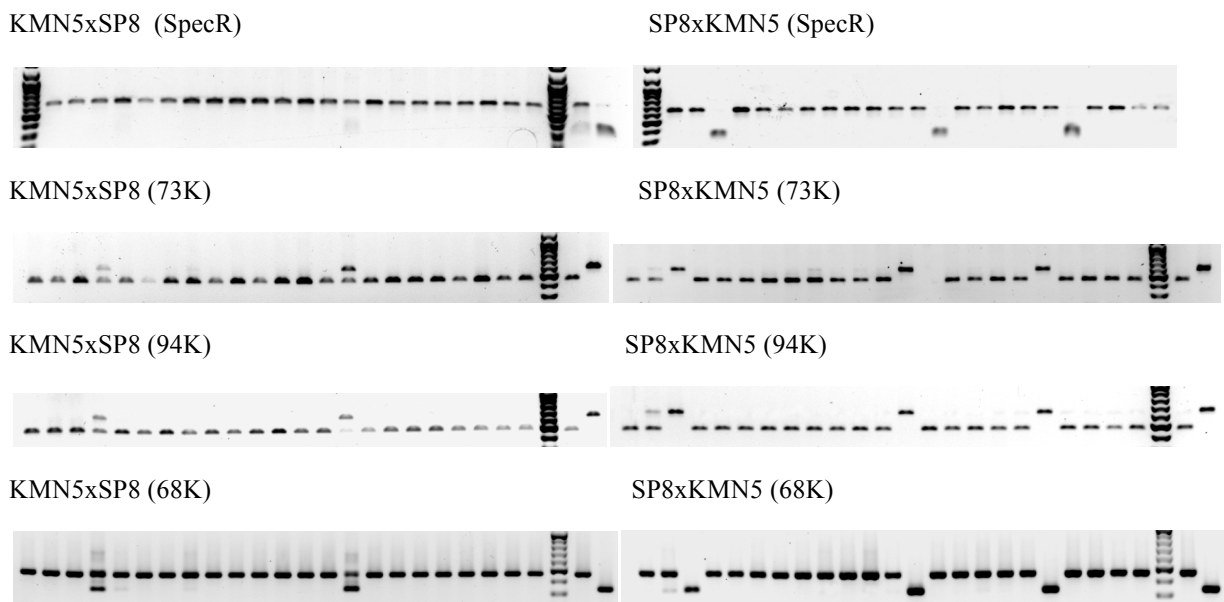 KMN5xSP8 (SpecR)
SP8xKMN5 (SpecR)
KMN5xSP8 (73K)
SP8xKMN5 (73K)
KMN5xSP8 (94K)
SP8xKMN5 (94K)
KMN5xSP8 (68K)
SP8xKMN5 (68K)